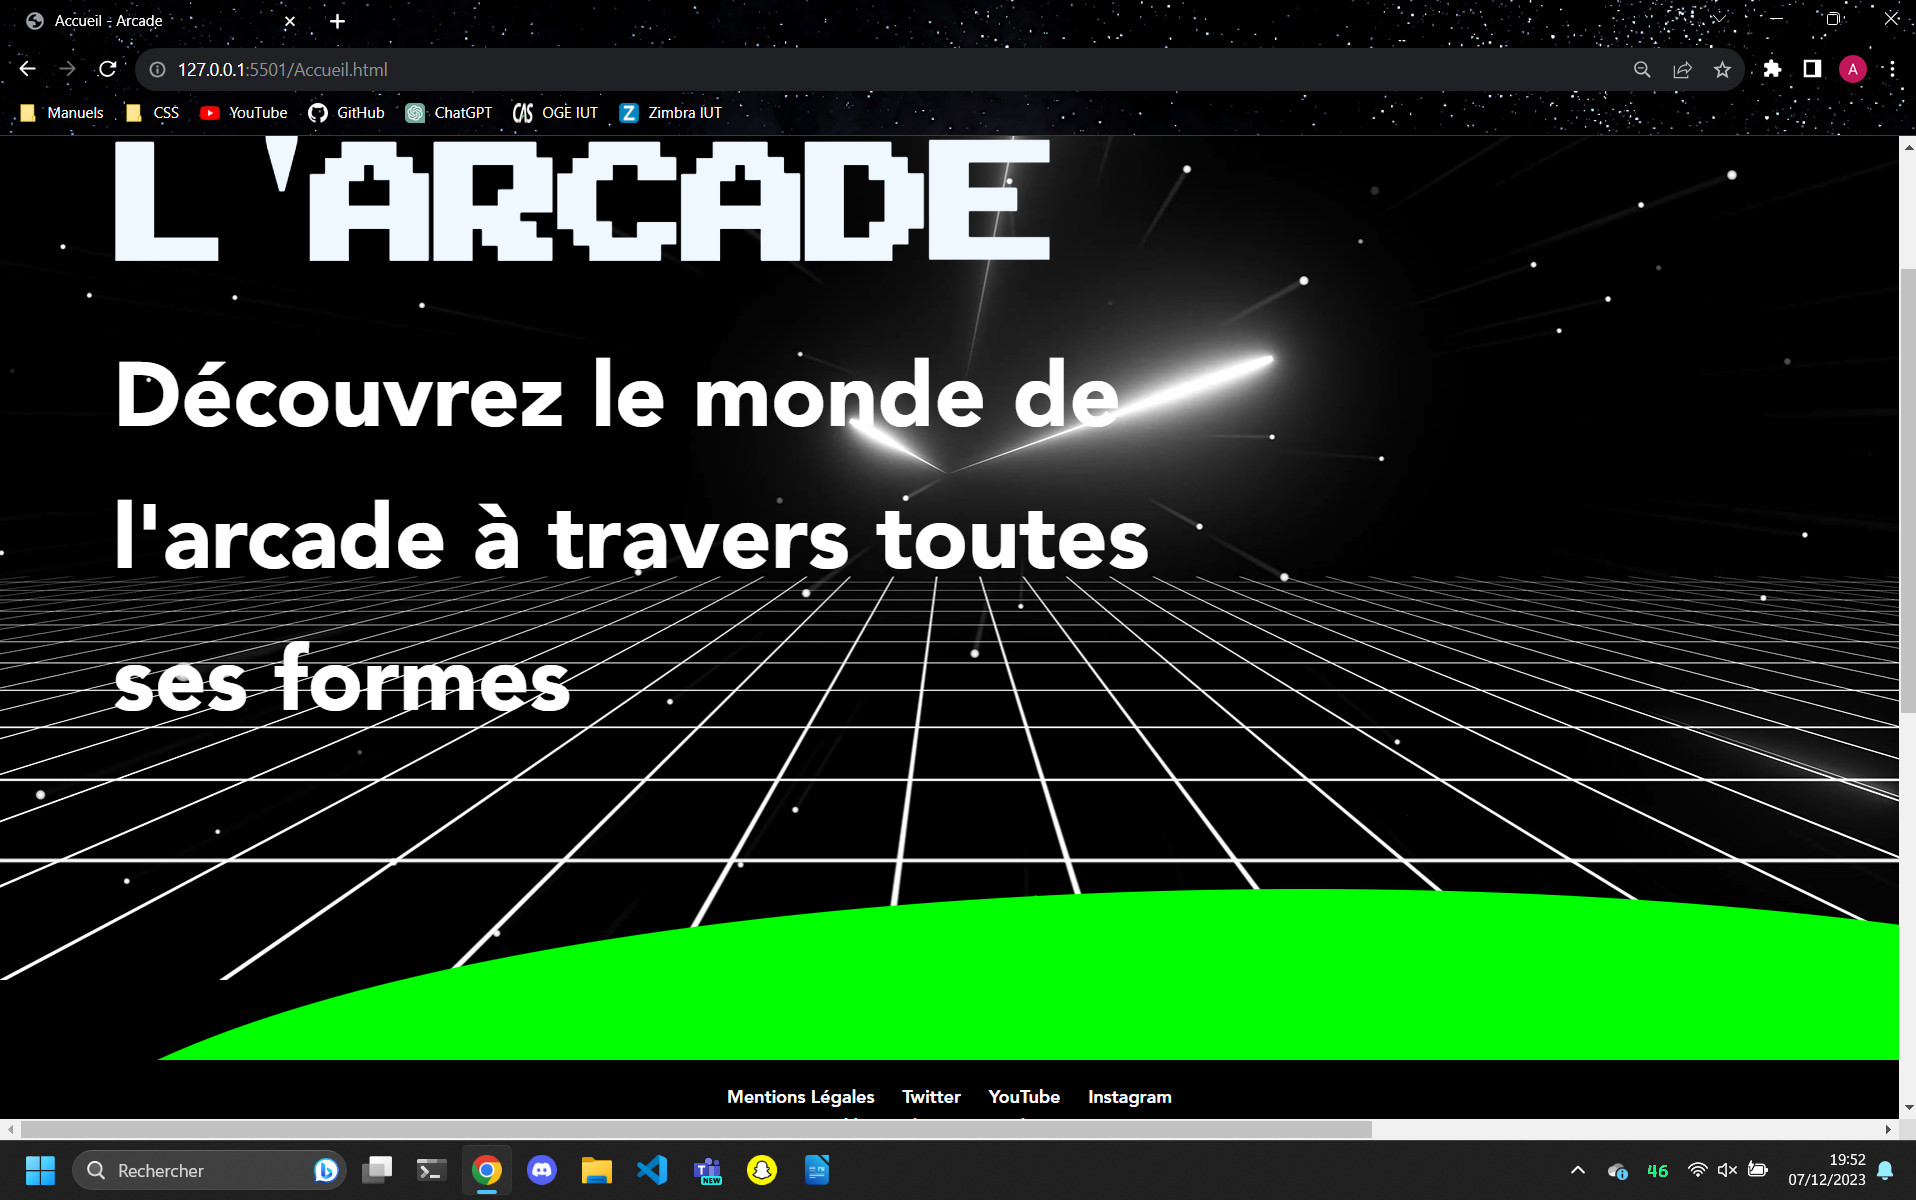 Accueil - Arcade
127.0.0.1:5501/Accueil.html
A
Manuels CSS YouTube GitHub ChatGPT CAS OGE IUT Z Zimbra IUT
L'ARCADE
Découvrez le monde de
l'arcade à travers toutes
ses formes
Mentions Légales Twitter YouTube Instagram
Rechercher
NEW
46
19:52
07/12/2023